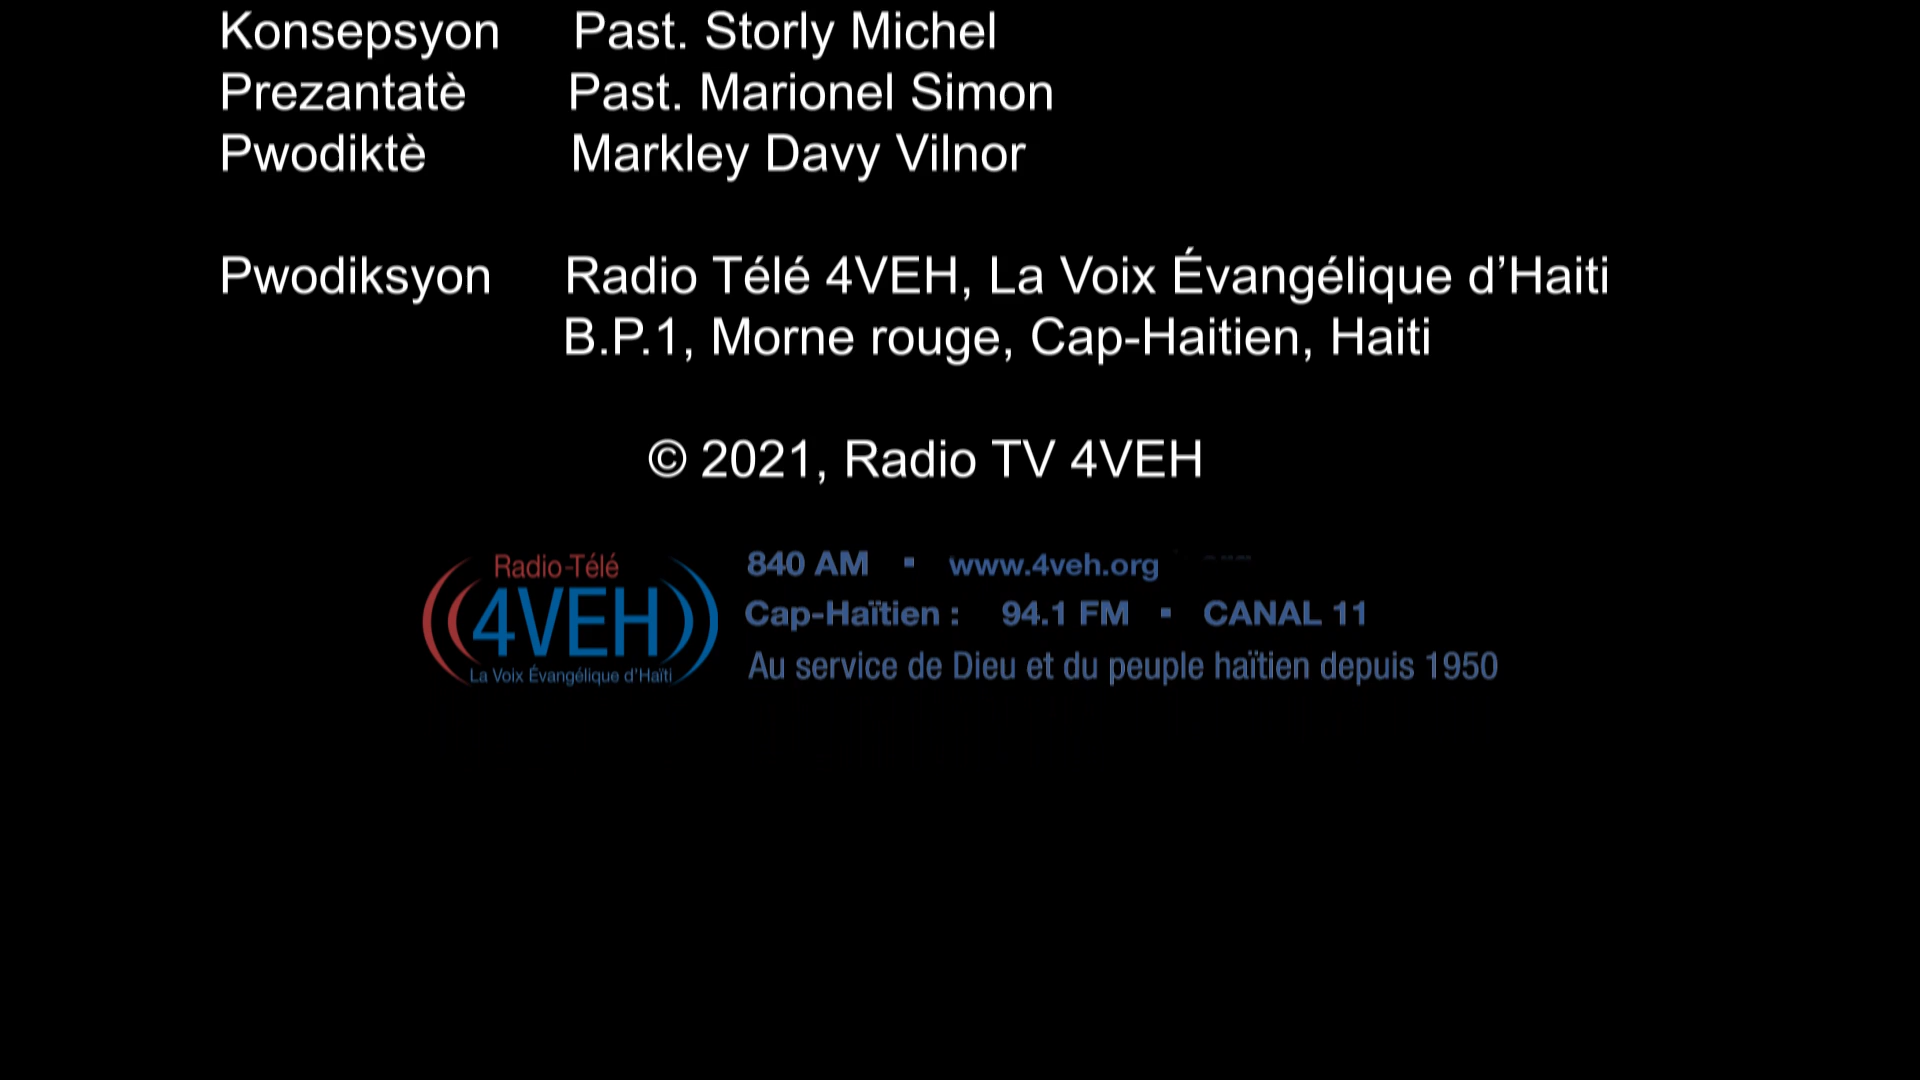 Konsepsyon Past. Storly Michel
Prezantatè Past. Marionel Simon
Pwodiktè Markley Davy Vilnor
Pwodiksyon Radio Télé 4VEH, La Voix Évangélique d’Haiti
B.P.1, Morne rouge, Cap-Haitien, Haiti
© 2021, Radio TV 4VEH
Radio-Télé
4VEH
La Voix Évangélique d'Haïti
840 AM ▪ www.4veh.org
Cap-Haïtien : 94.1 FM ▪ CANAL 11
Au service de Dieu et du peuple haïtien depuis 1950